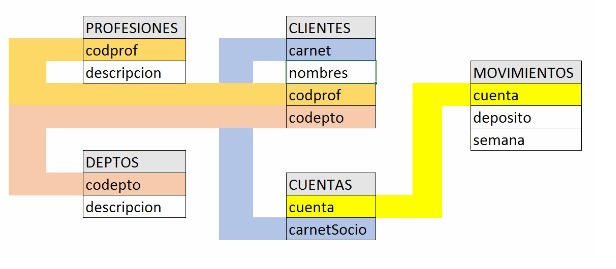 PROFESIONES
codprof
descripcion
CLIENTES
carnet
nombres
codprof
codepto
MOVIMIENTOS
cuenta
deposito
semana
DEPTOS
codepto
descripcion
CUENTAS
cuenta
carnetSocio